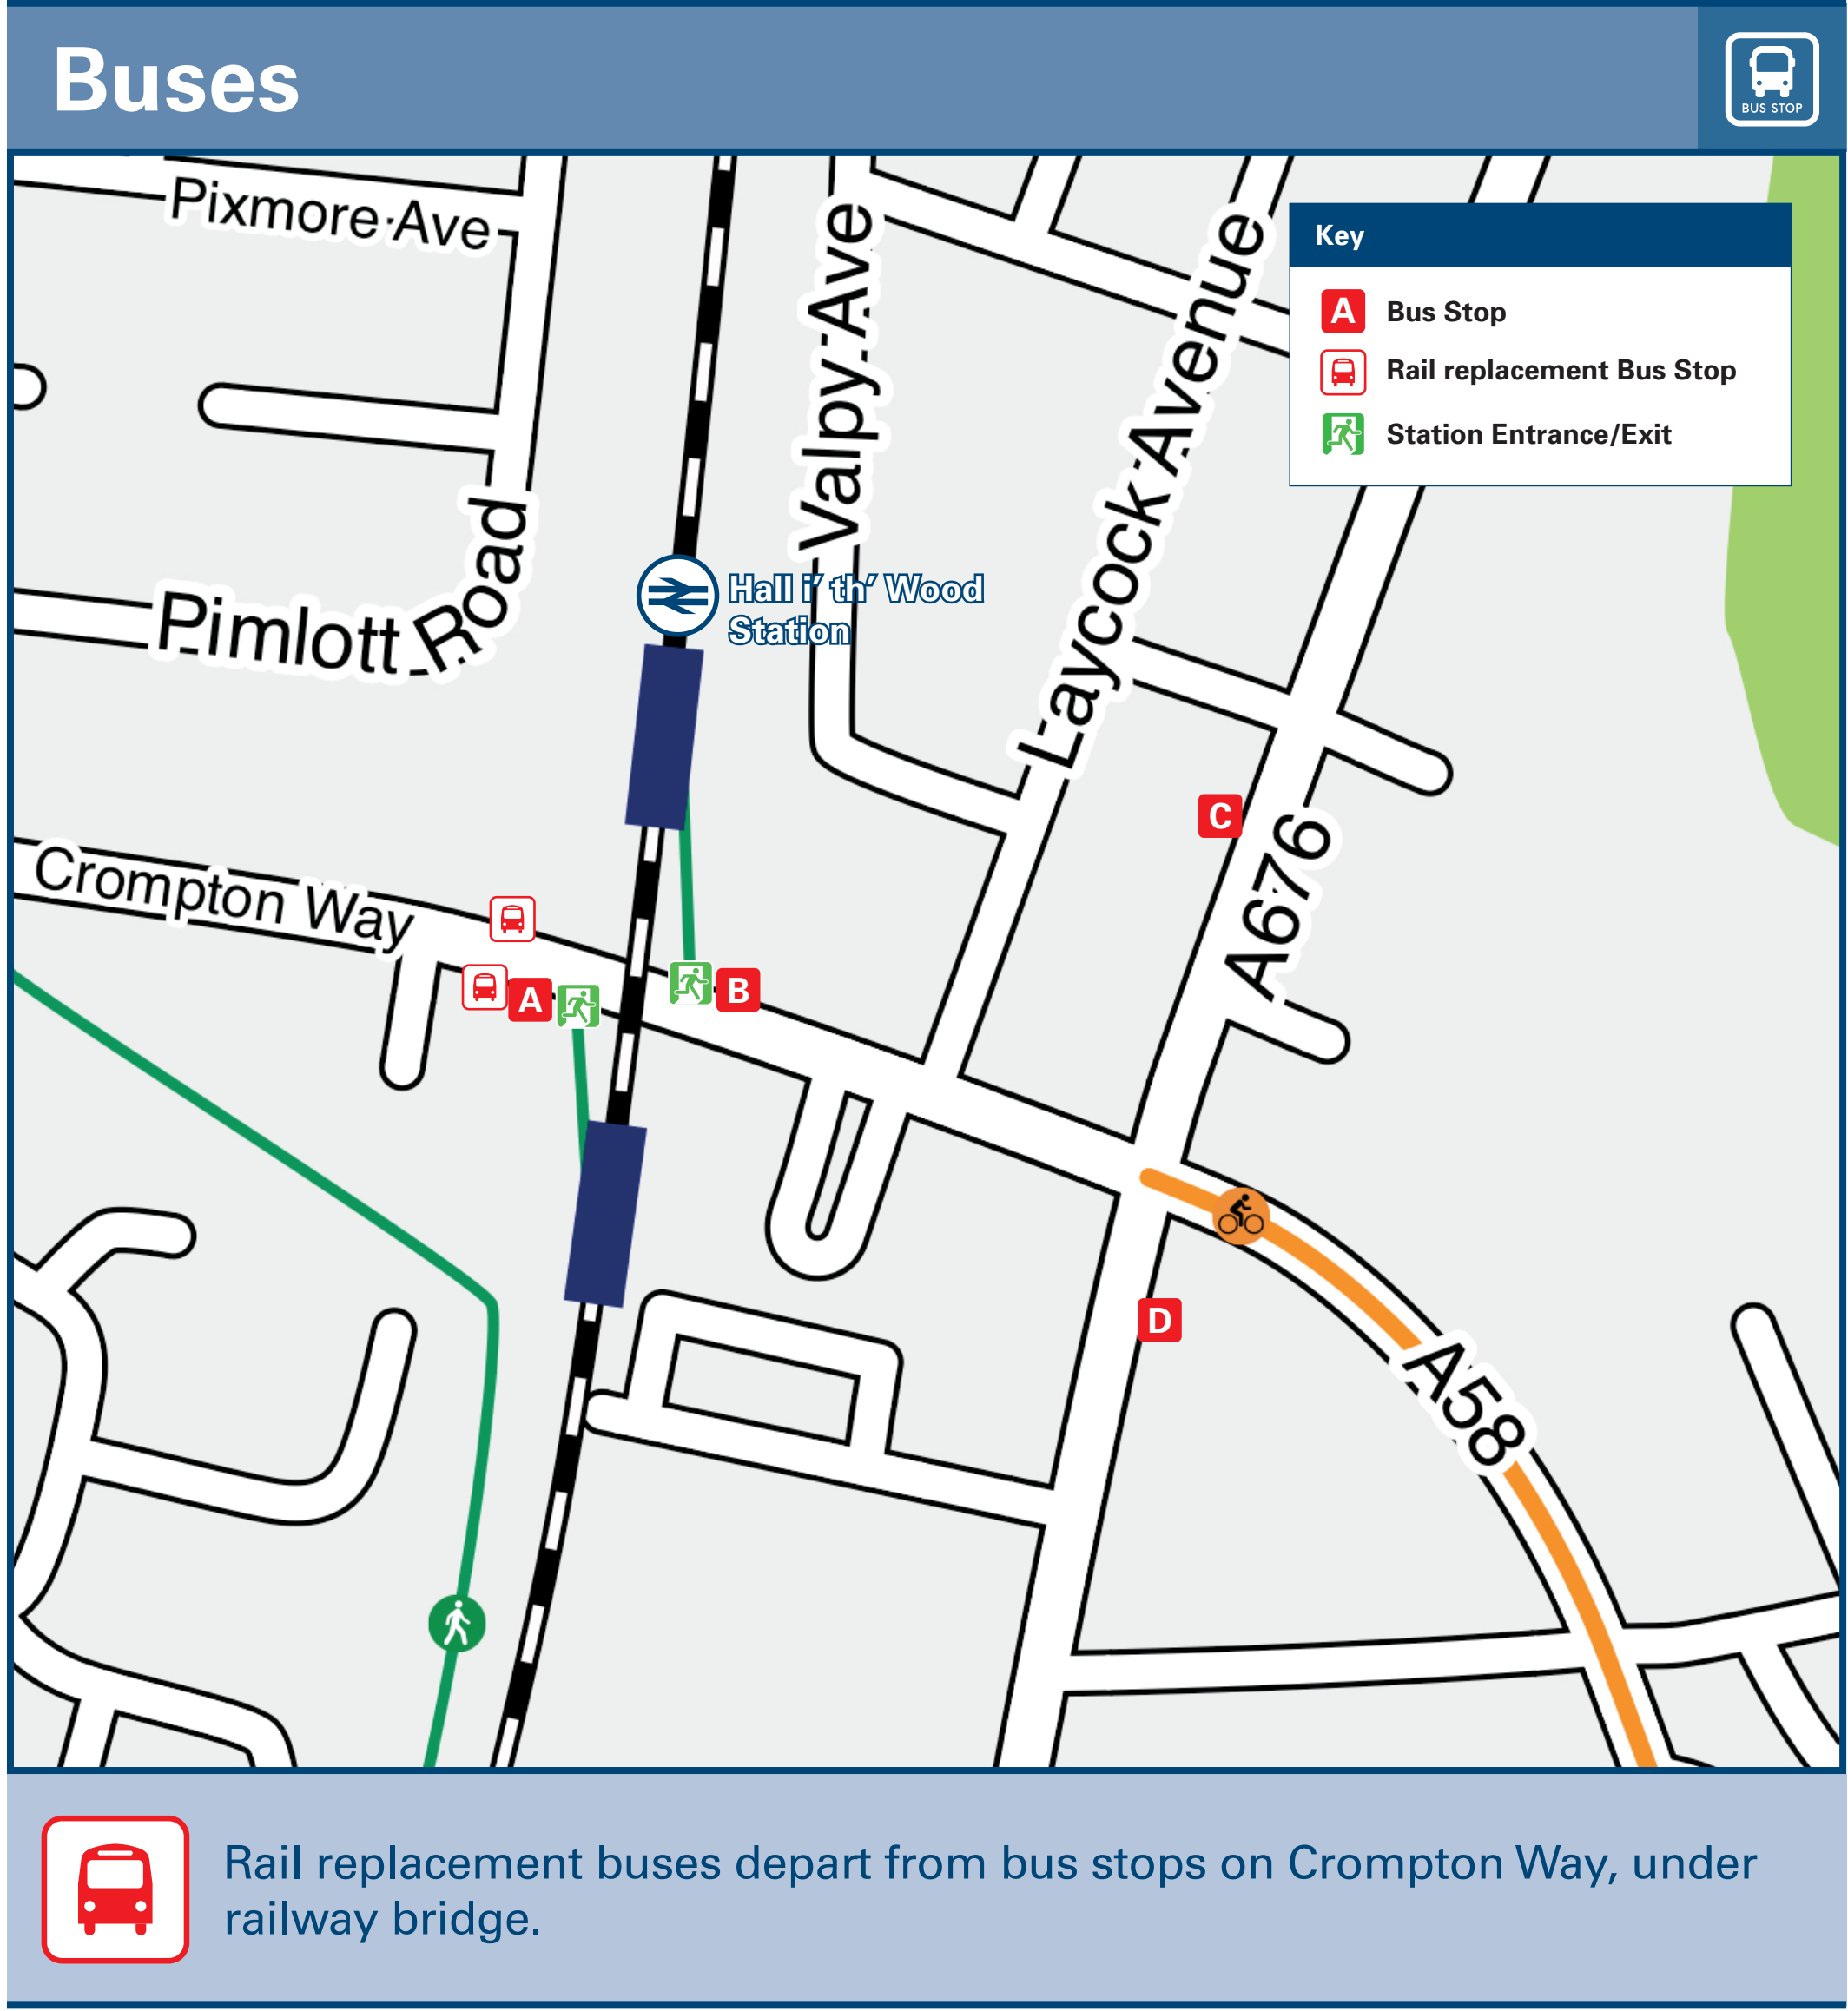 Buses
BUS STOP
Pixmore Ave
Valpy Ave
Laycock Avenue
Key
A Bus Stop
Rail replacement Bus Stop
Station Entrance/Exit
Pimlott Road
Hall i' th' Wood
Station
Crompton Way
C
A676
A
B
D
A58
Rail replacement buses depart from bus stops on Crompton Way, under
railway bridge.